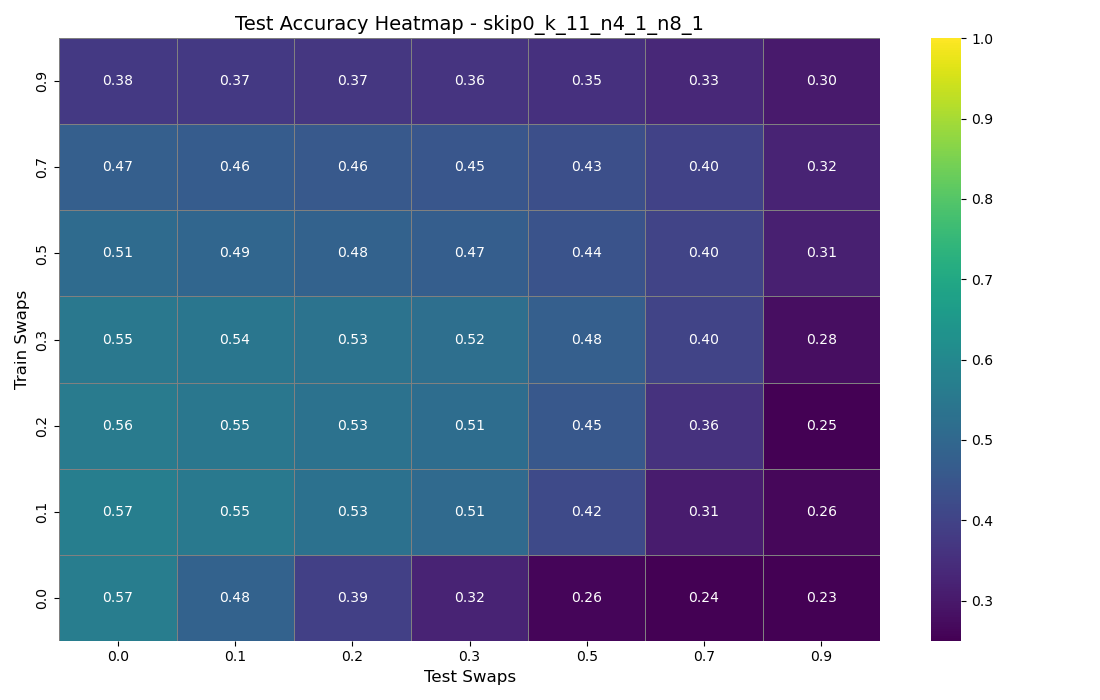 Test Accuracy Heatmap - skip0_k_11_n4_1_n8_1
Train Swaps
0.9 0.38 0.37 0.37 0.36 0.35 0.33 0.30
0.7 0.47 0.46 0.46 0.45 0.43 0.40 0.32
0.5 0.51 0.49 0.48 0.47 0.44 0.40 0.31
0.3 0.55 0.54 0.53 0.52 0.48 0.40 0.28
0.2 0.56 0.55 0.53 0.51 0.45 0.36 0.25
0.1 0.57 0.55 0.53 0.51 0.42 0.31 0.26
0.0 0.57 0.48 0.39 0.32 0.26 0.24 0.23
0.0 0.1 0.2 0.3 0.5 0.7 0.9
Test Swaps
1.0
0.9
0.8
0.7
0.6
0.5
0.4
0.3